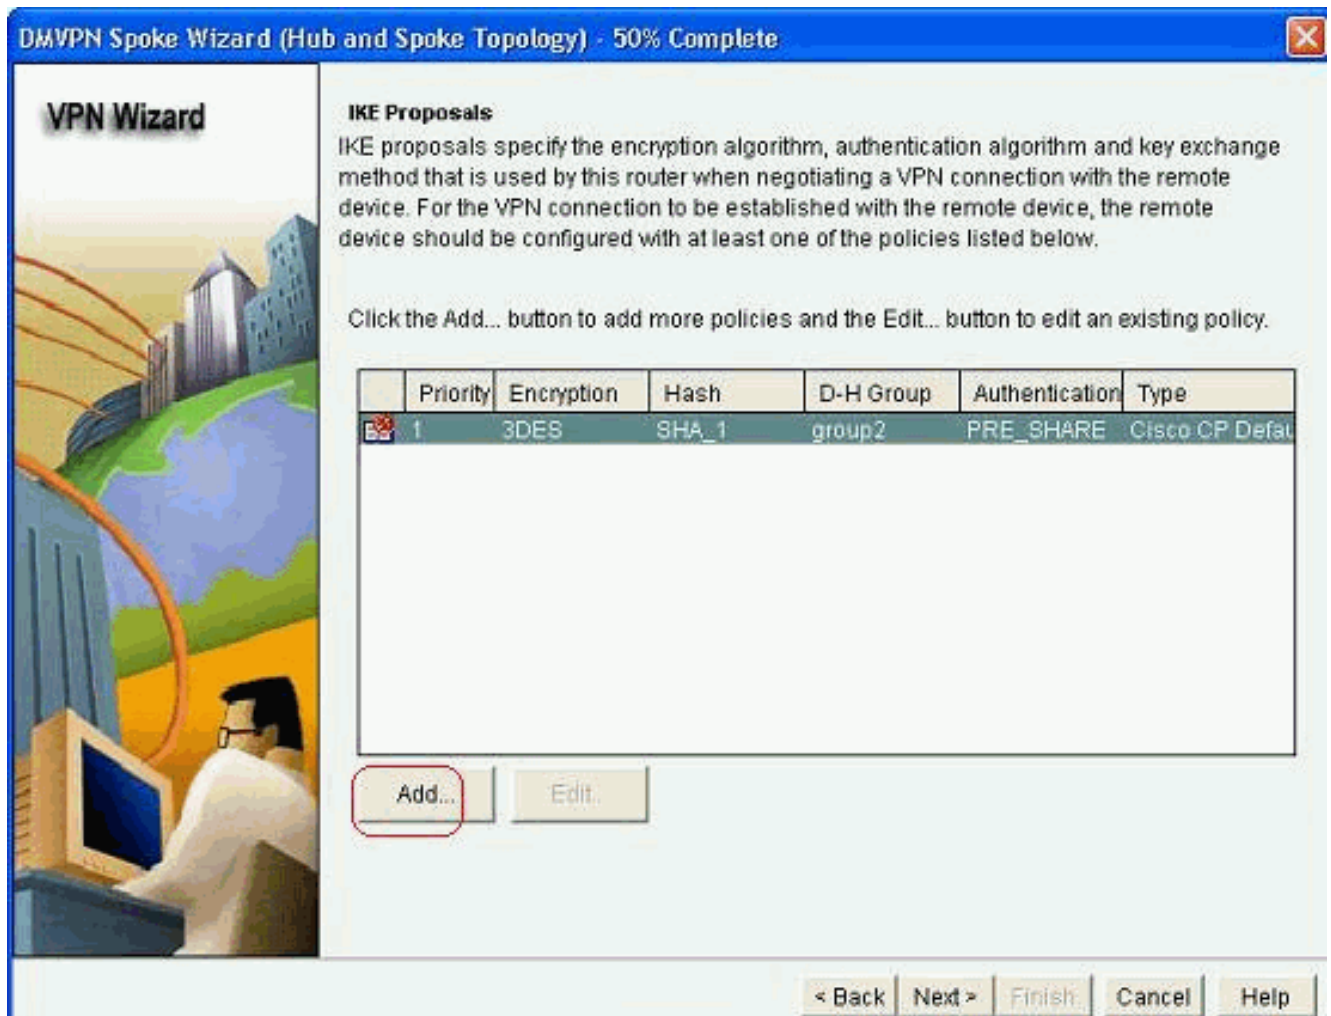 DMVPN Spoke Wizard (Hub and Spoke Topology) - 50% Complete
VPN Wizard
IKE Proposals
IKE proposals specify the encryption algorithm, authentication algorithm and key exchange
method that is used by this router when negotiating a VPN connection with the remote
device. For the VPN connection to be established with the remote device, the remote
device should be configured with at least one of the policies listed below.
Click the Add... button to add more policies and the Edit... button to edit an existing policy.
Priority Encryption Hash D-H Group Authentication Type
1 3DES SHA_1 group2 PRE_SHARE Cisco CP Defau
Add... Edit...
< Back Next > Finish Cancel Help